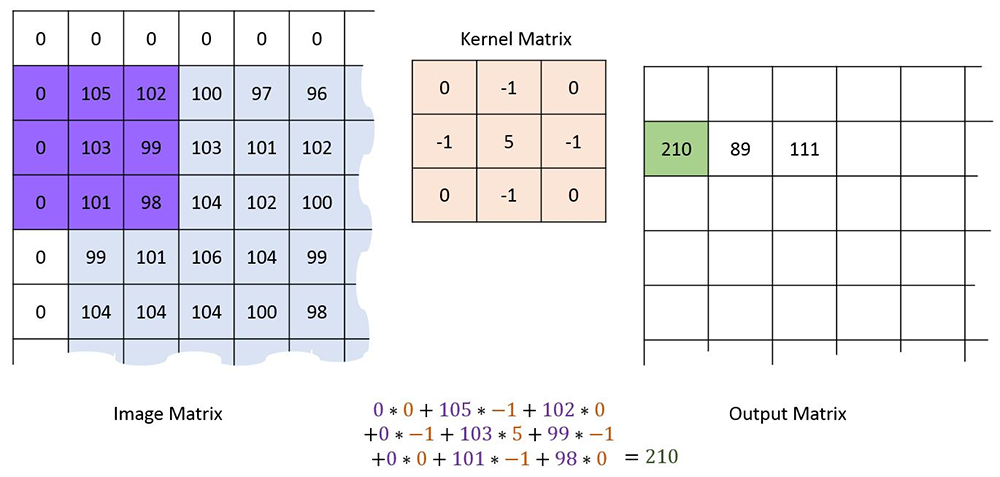 0 0 0 0 0 0
0 105 102 100 97 96
0 103 99 103 101 102
0 101 98 104 102 100
0 99 101 106 104 99
0 104 104 104 100 98
Image Matrix
Kernel Matrix
0 -1 0
-1 5 -1
0 -1 0
210 89 111
Output Matrix
0 ∗ 0 + 105 ∗ −1 + 102 ∗ 0
+0 ∗ −1 + 103 ∗ 5 + 99 ∗ −1
+0 ∗ 0 + 101 ∗ −1 + 98 ∗ 0 = 210